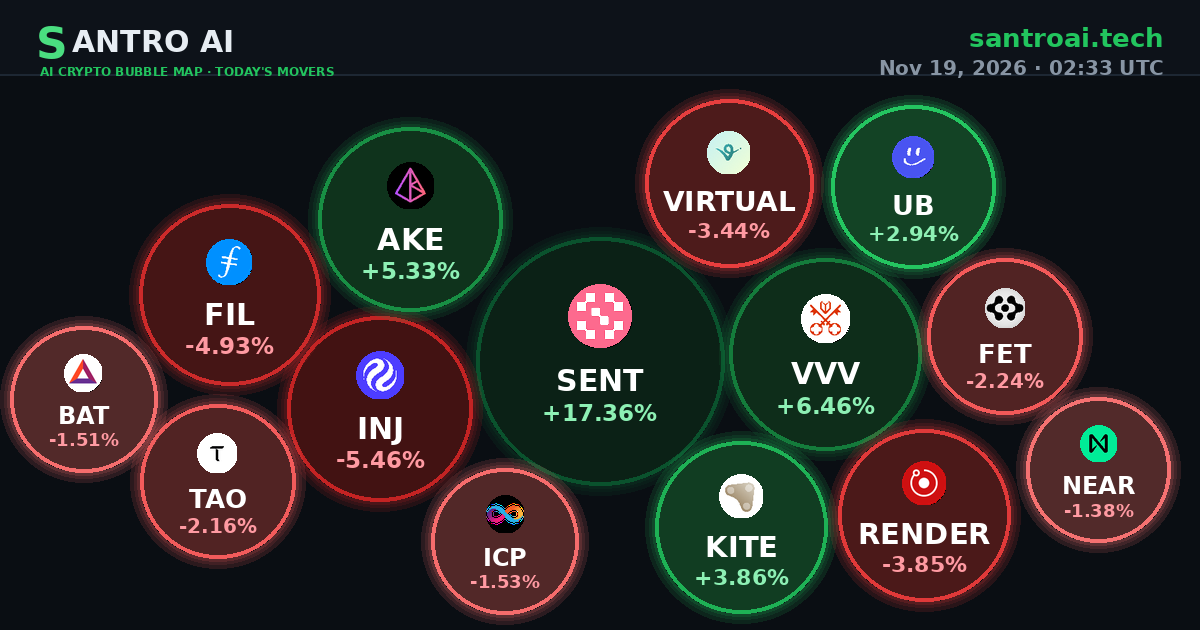 SANTRO AI
AI CRYPTO BUBBLE MAP · TODAY'S MOVERS
santroai.tech
Nov 19, 2026 · 02:33 UTC
VIRTUAL
-3.44%
UB
+2.94%
AKE
+5.33%
FIL
-4.93%
SENT
+17.36%
VVV
+6.46%
FET
-2.24%
BAT
-1.51%
INJ
-5.46%
TAO
-2.16%
ICP
-1.53%
KITE
+3.86%
RENDER
-3.85%
NEAR
-1.38%